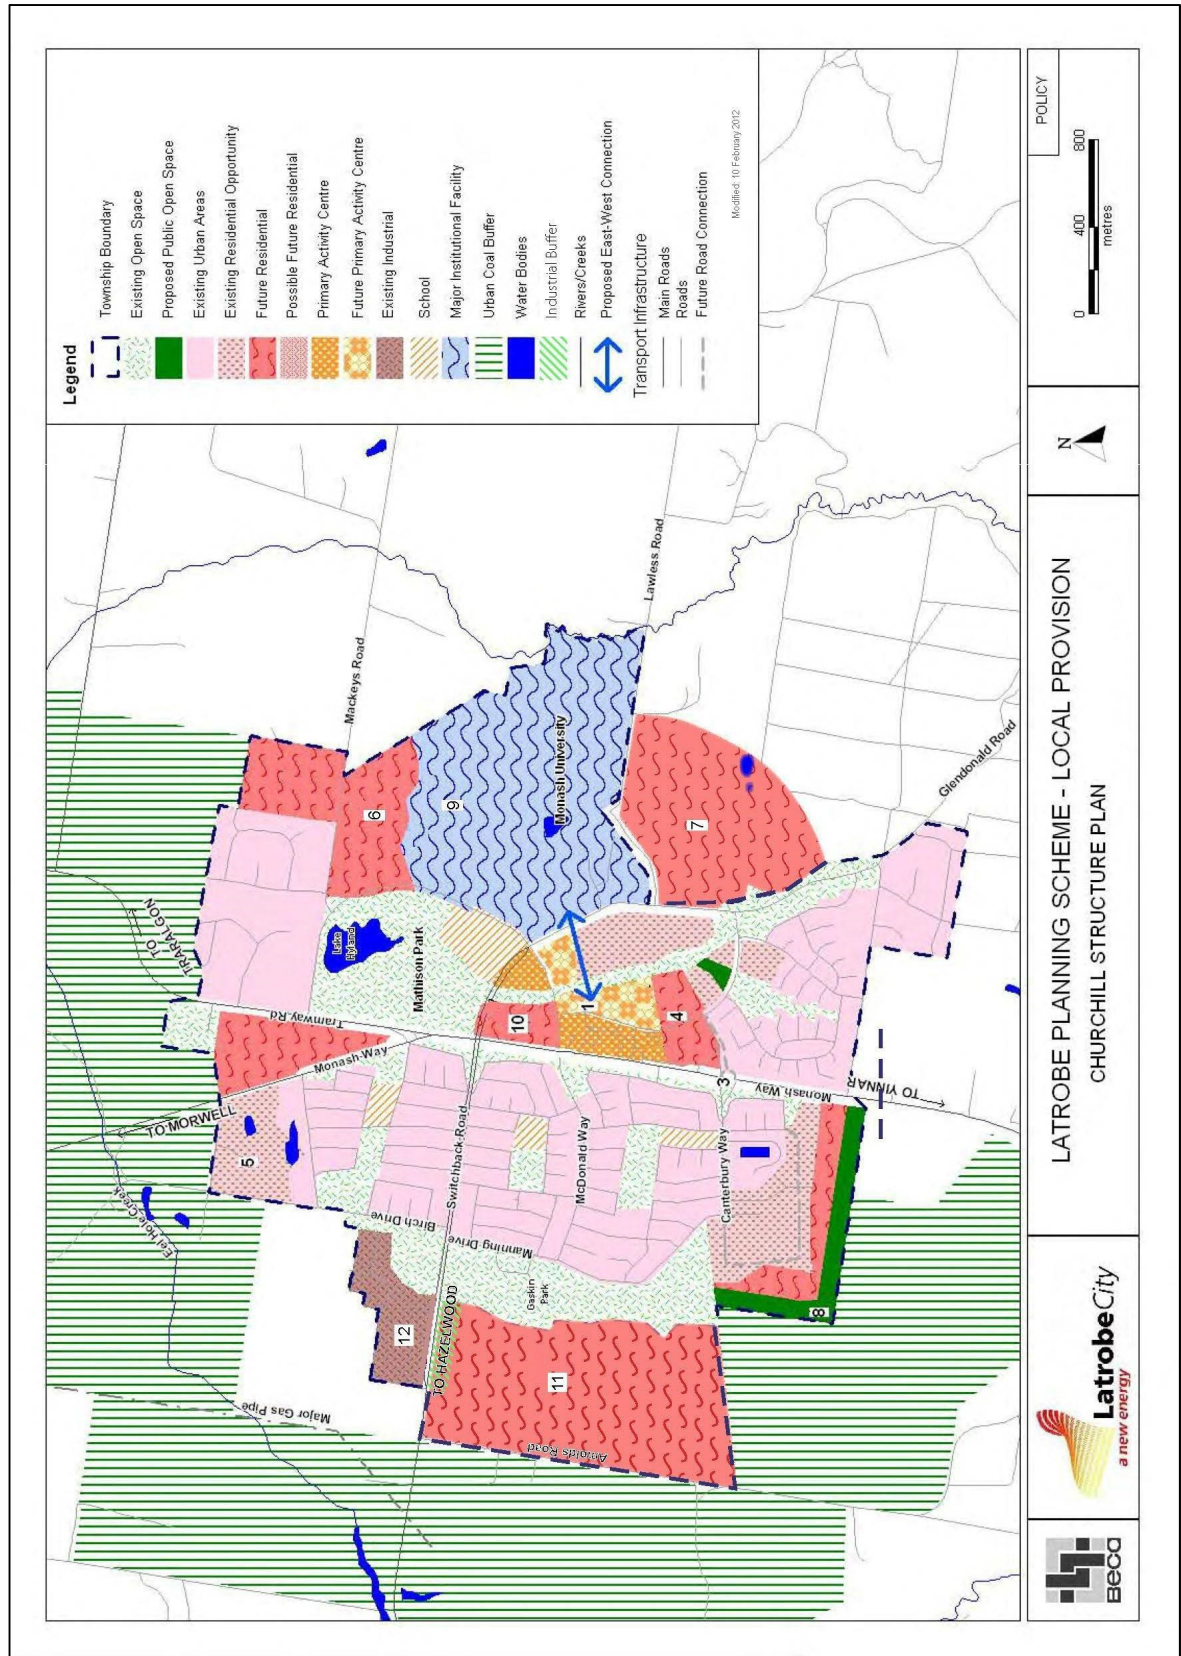 Legend
Township Boundary
Existing Open Space
Proposed Public Open Space
Existing Urban Areas
Existing Residential Opportunity
Future Residential
Possible Future Residential
Primary Activity Centre
Future Primary Activity Centre
Existing Industrial
School
Major Institutional Facility
Urban Coal Buffer
Water Bodies
Industrial Buffer
Rivers/Creeks
Proposed East-West Connection
Transport Infrastructure
Main Roads
Roads
Future Road Connection
Modified: 10 February 2012
TO
TRARALGON
TO MORWELL
Eel Hole Creek
Tramway Rd
Monash Way
Lake
Hyland
Mathison Park
Mackeys Road
Major Gas Pipe
Birch Drive
Switchback Road
Manning Drive
TO HAZELWOOD
Gaskin
Park
McDonald Way
Monash University
Lawless Road
Arnolds Road
Canterbury Way
Monash Way
TO YINNAR
Glendonald Road
5
6
9
12
10
11
1
4
7
3
8
Beca
LatrobeCity
a new energy
LATROBE PLANNING SCHEME - LOCAL PROVISION
CHURCHILL STRUCTURE PLAN
N
POLICY
0 400 800
metres